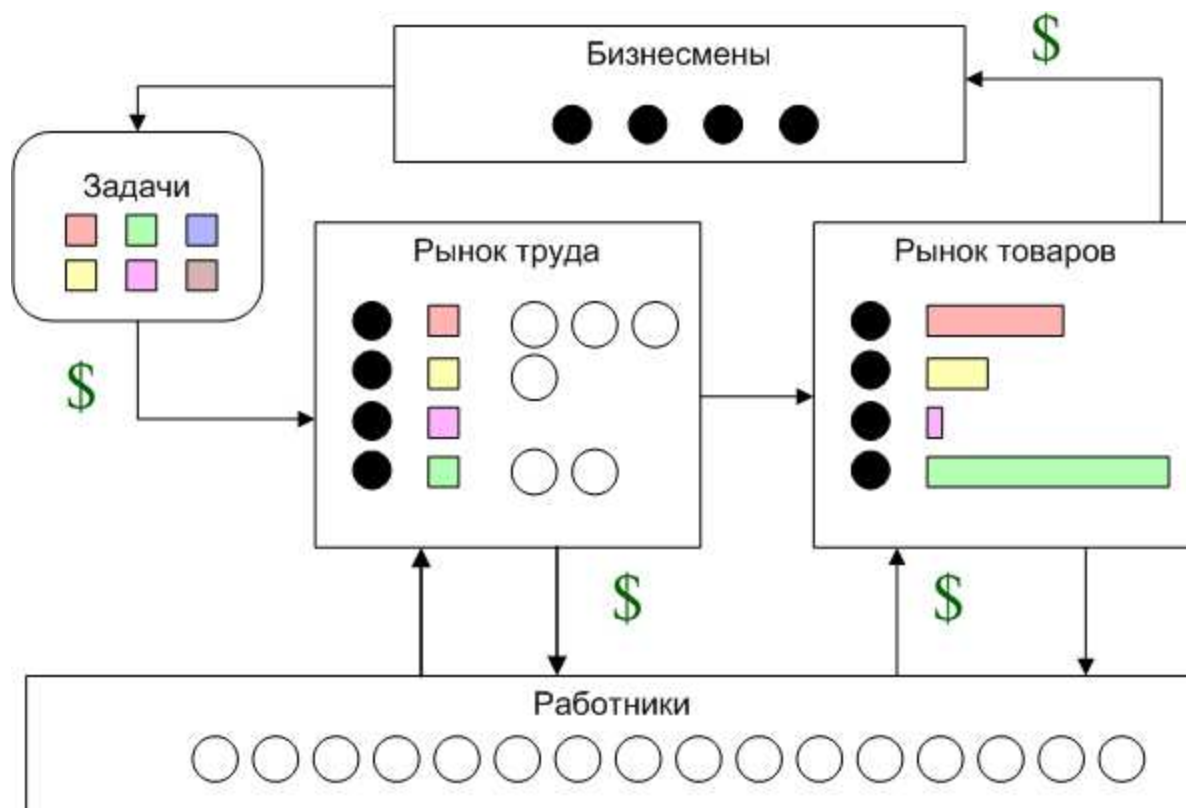 Бизнесмены
$
Задачи
Рынок труда
Рынок товаров
$
$
$
Работники